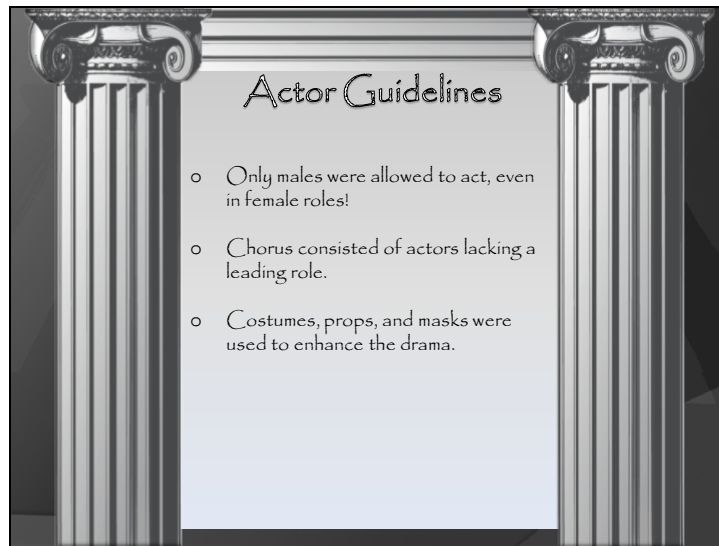 Actor Guidelines
o Only males were allowed to act, even
in female roles!
o Chorus consisted of actors lacking a
leading role.
o Costumes, props, and masks were
used to enhance the drama.